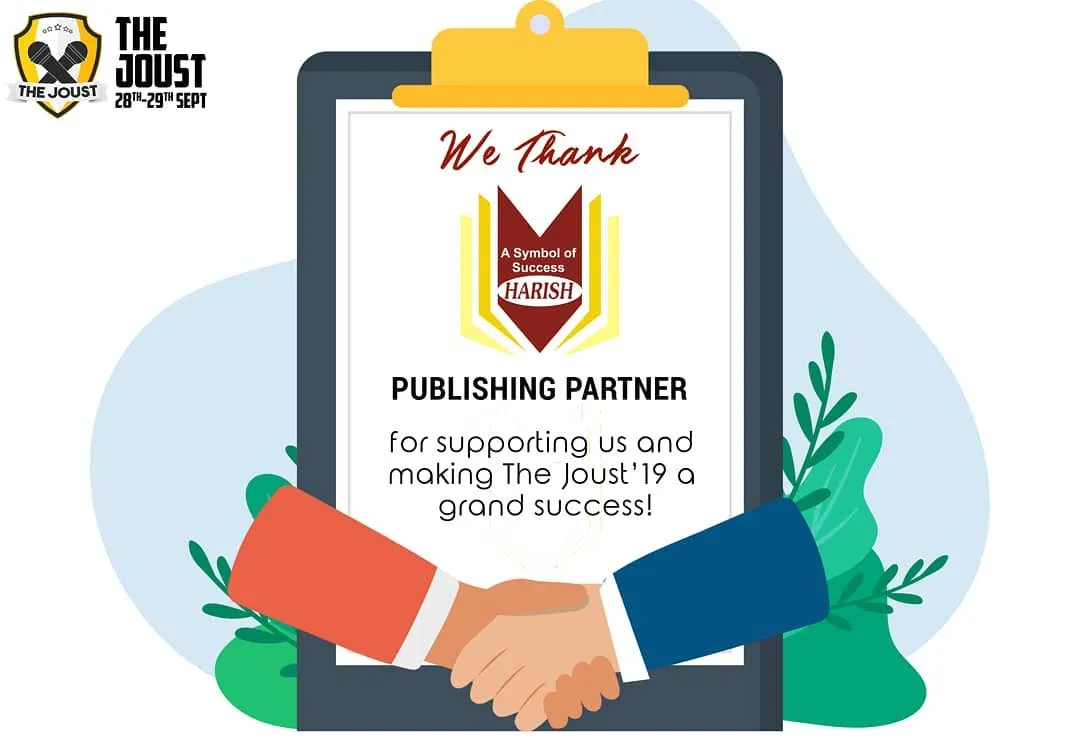 THE JOUST
THE
JOUST
28TH-29TH SEPT
We Thank
A Symbol of
Success
HARISH
PUBLISHING PARTNER
for supporting us and
making The Joust'19 a
grand success!